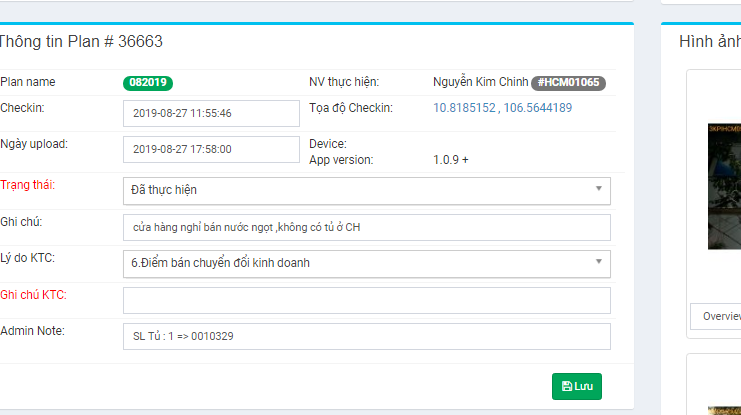 Thông tin Plan # 36663
Hình ảnh
Plan name 082019 NV thực hiện: Nguyễn Kim Chinh #HCM01065
Checkin: 2019-08-27 11:55:46 Tọa độ Checkin: 10.8185152 , 106.5644189
Ngày upload: 2019-08-27 17:58:00 Device:
App version: 1.0.9 +
Trạng thái: Đã thực hiện
Ghi chú: cửa hàng nghỉ bán nước ngọt ,không có tủ ở CH
Lý do KTC: 6.Điểm bán chuyển đổi kinh doanh
Ghi chú KTC:
Overview
Admin Note: SL Tủ : 1 => 0010329
Lưu